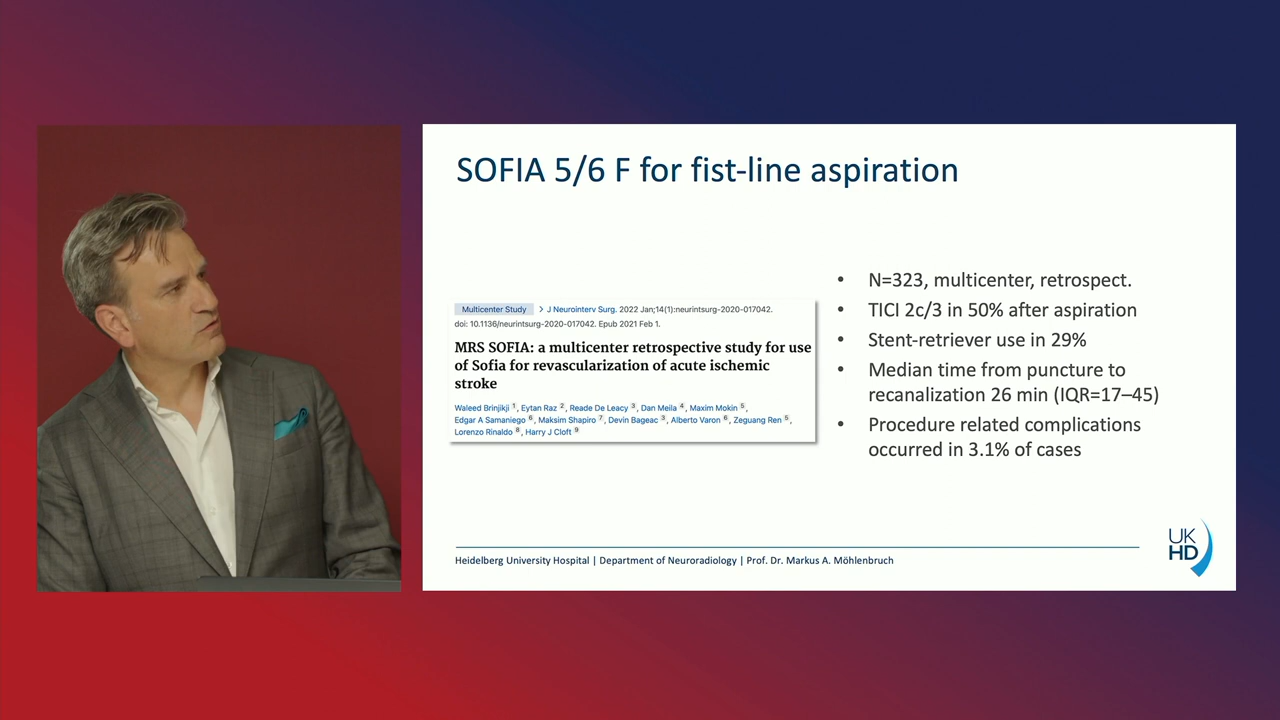 SOFIA 5/6 F for fist-line aspiration
Multicenter Study > J Neurointerv Surg. 2022 Jan;14(1):neurintsurg-2020-017042.
doi: 10.1136/neurintsurg-2020-017042. Epub 2021 Feb 1.
MRS SOFIA: a multicenter retrospective study for use
of Sofia for revascularization of acute ischemic
stroke
Waleed Brinjikji 1, Eytan Raz 2, Reade De Leacy 3, Dan Meila 4, Maxim Mokin 5,
Edgar A Samaniego 6, Maksim Shapiro 7, Devin Bageac 3, Alberto Varon 6, Zeguang Ren 5,
Lorenzo Rinaldo 8, Harry J Cloft 9
• N=323, multicenter, retrospect.
• TICI 2c/3 in 50% after aspiration
• Stent-retriever use in 29%
• Median time from puncture to
recanalization 26 min (IQR=17–45)
• Procedure related complications
occurred in 3.1% of cases
Heidelberg University Hospital | Department of Neuroradiology | Prof. Dr. Markus A. Möhlenbruch
UK
HD